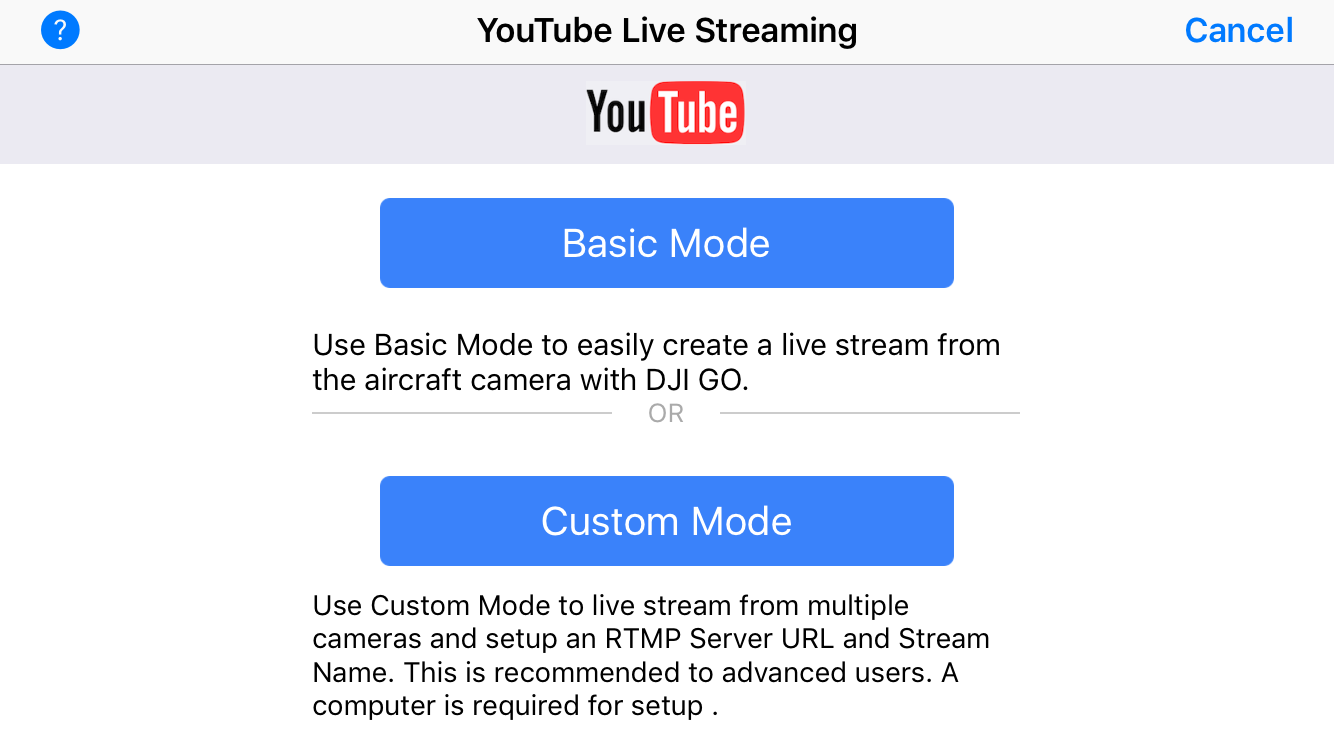 ?
YouTube Live Streaming
Cancel
YouTube
Basic Mode
Use Basic Mode to easily create a live stream from
the aircraft camera with DJI GO.
OR
Custom Mode
Use Custom Mode to live stream from multiple
cameras and setup an RTMP Server URL and Stream
Name. This is recommended to advanced users. A
computer is required for setup .